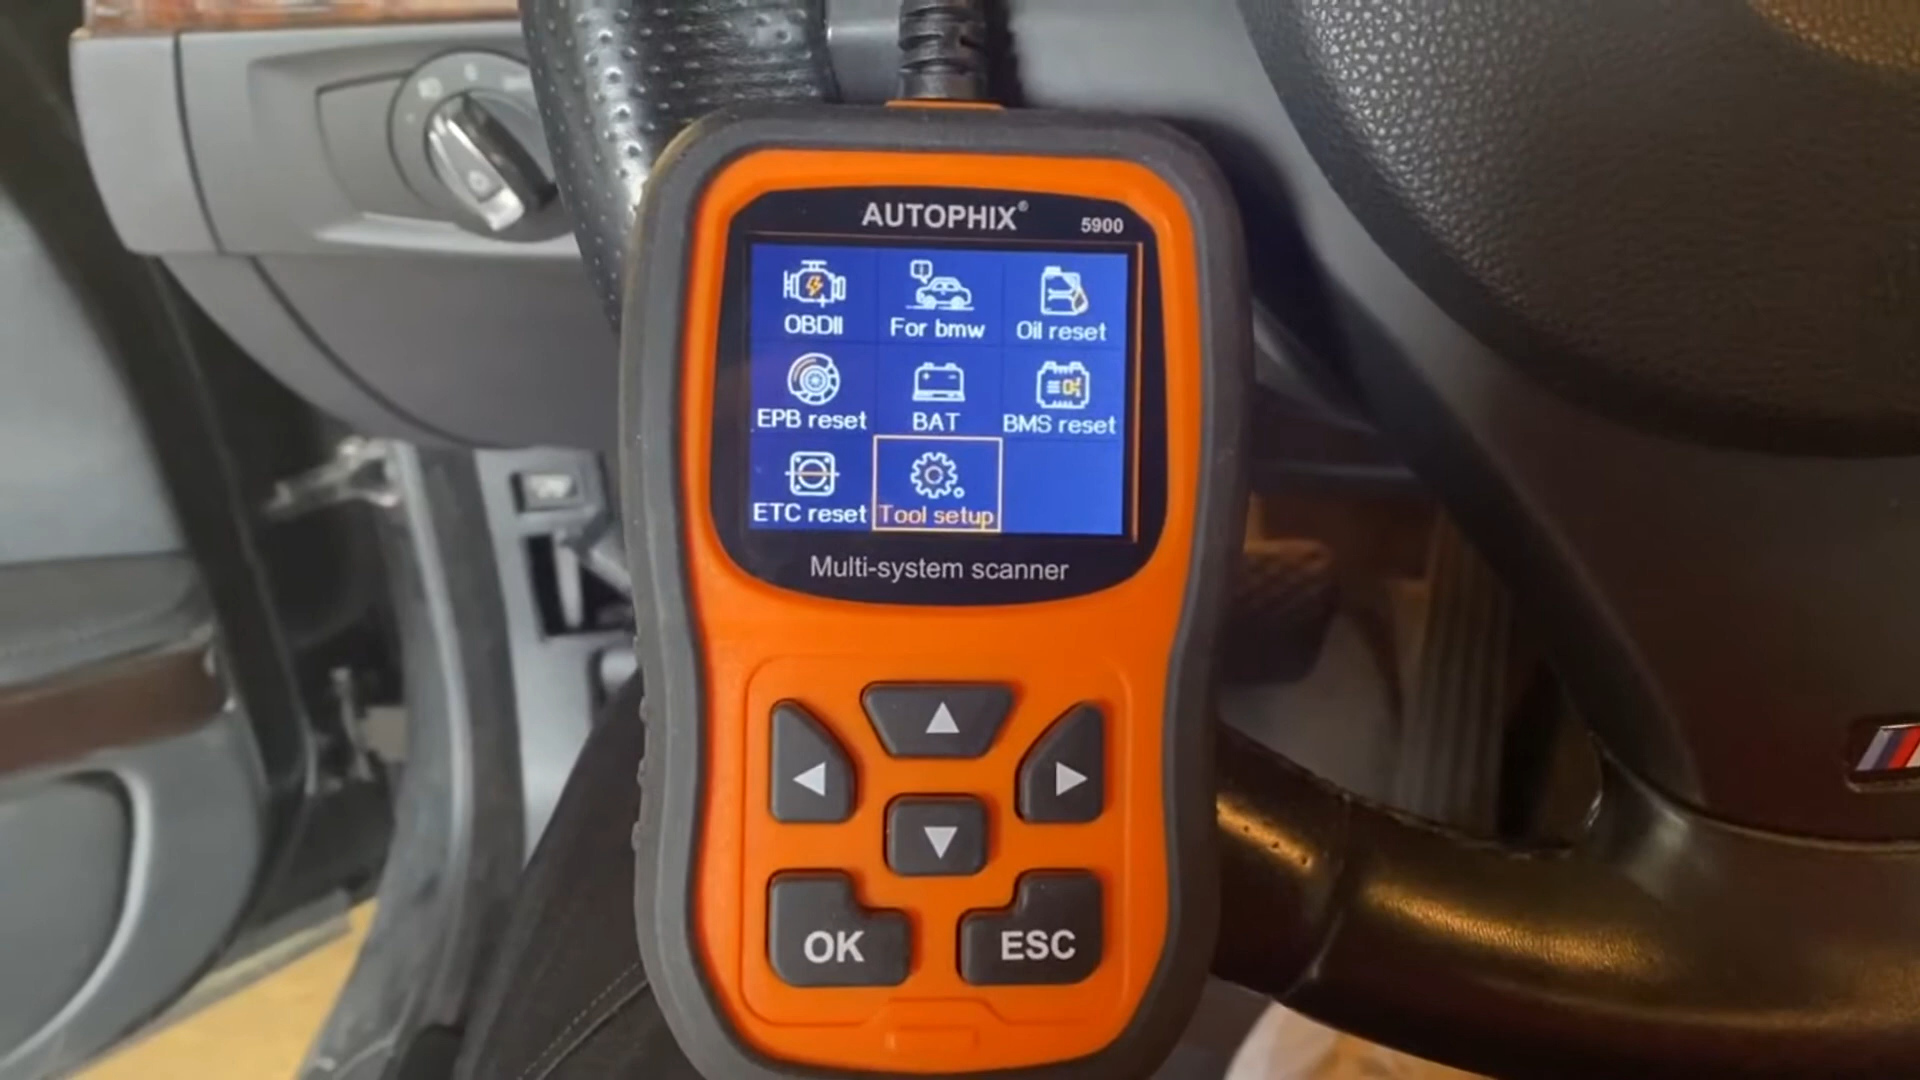 AUTOPHIX® 5900
OBDII For bmw Oil reset
EPB reset BAT BMS reset
ETC reset Tool setup
Multi-system scanner
OK ESC